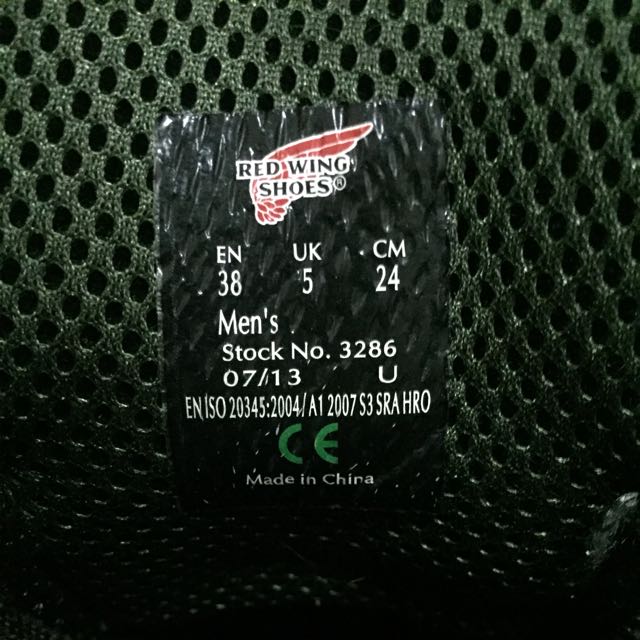 RED WING
SHOES®
EN UK CM
38 5 24
Men's
Stock No. 3286
07/13 U
EN ISO 20345:2004/A1 2007 S3 SRA HRO
CE
Made in China